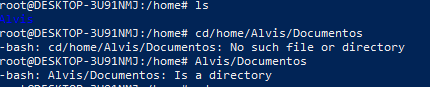 root@DESKTOP-3U91NMJ:/home# ls
Alvis
root@DESKTOP-3U91NMJ:/home# cd/home/Alvis/Documentos
-bash: cd/home/Alvis/Documentos: No such file or directory
root@DESKTOP-3U91NMJ:/home# Alvis/Documentos
-bash: Alvis/Documentos: Is a directory